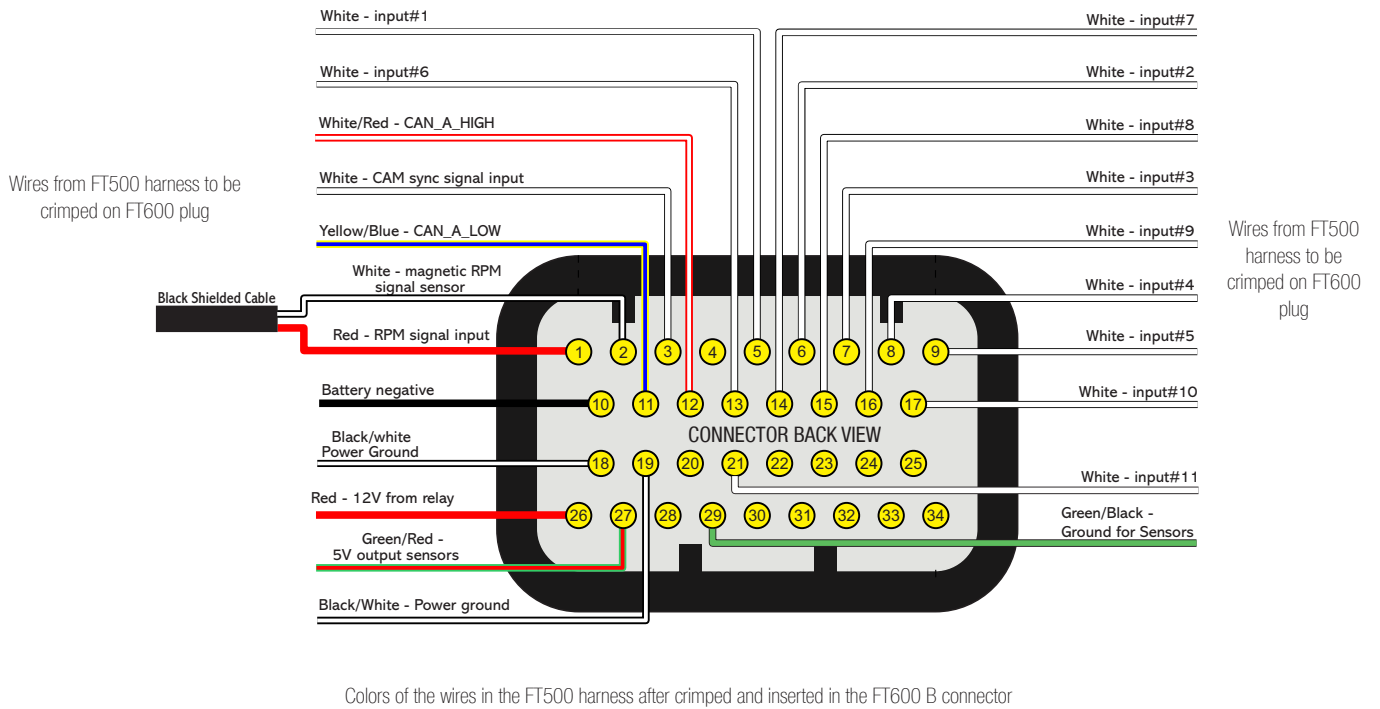 White - input#1
White - input#6
White/Red - CAN_A_HIGH
White - CAM sync signal input
Yellow/Blue - CAN_A_LOW
White - magnetic RPM
signal sensor
Black Shielded Cable
Red - RPM signal input
Battery negative
Black/white
Power Ground
Red - 12V from relay
Green/Red -
5V output sensors
Black/White - Power ground
Wires from FT500 harness to be
crimped on FT600 plug
White - input#7
White - input#2
White - input#8
White - input#3
White - input#9
White - input#4
White - input#5
White - input#10
White - input#11
Green/Black -
Ground for Sensors
Wires from FT500
harness to be
crimped on FT600
plug
1 2 3 4 5 6 7 8 9
10 11 12 13 14 15 16 17
CONNECTOR BACK VIEW
18 19 20 21 22 23 24 25
26 27 28 29 30 31 32 33 34
Colors of the wires in the FT500 harness after crimped and inserted in the FT600 B connector